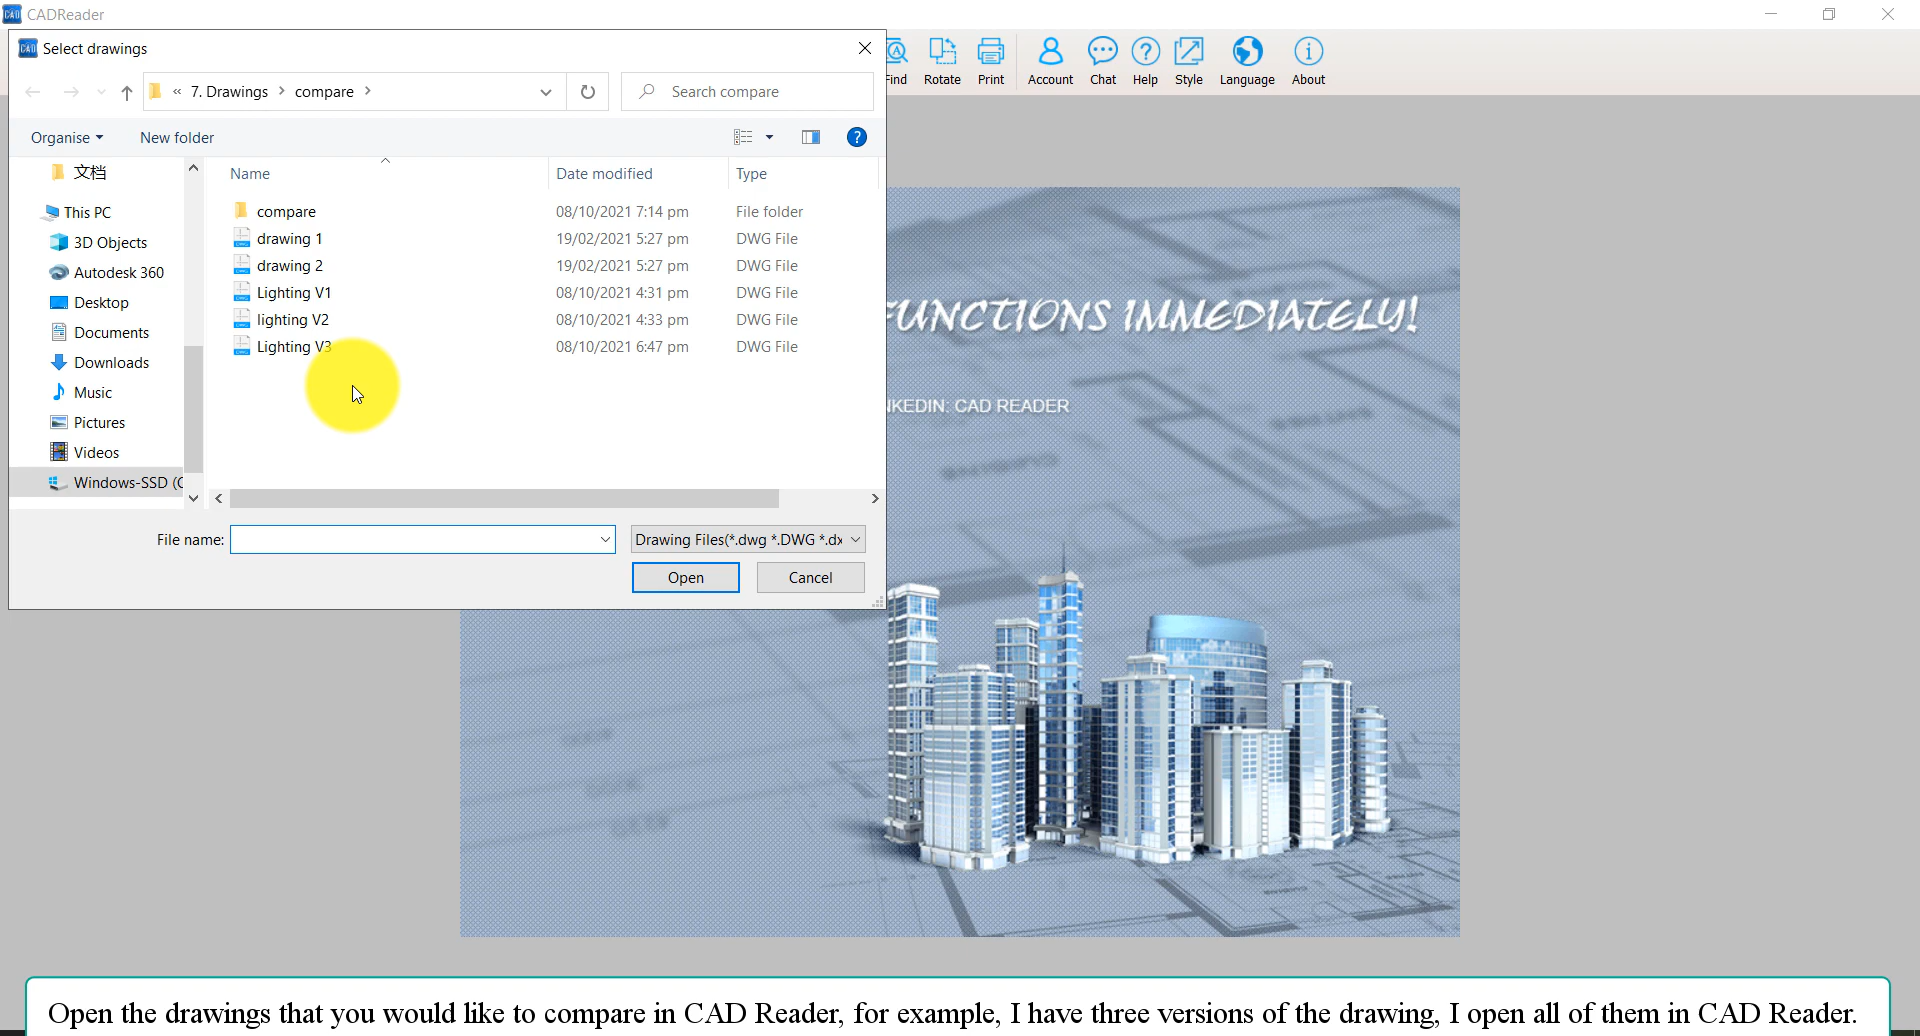 CADReader
Select drawings
« 7. Drawings > compare >
Search compare
Find Rotate Print Account Chat Help Style Language About
Organise New folder
文档
This PC
3D Objects
Autodesk 360
Desktop
Documents
Downloads
Music
Pictures
Videos
Windows-SSD (C
Name Date modified Type
compare 08/10/2021 7:14 pm File folder
drawing 1 19/02/2021 5:27 pm DWG File
drawing 2 19/02/2021 5:27 pm DWG File
Lighting V1 08/10/2021 4:31 pm DWG File
lighting V2 08/10/2021 4:33 pm DWG File
Lighting V3 08/10/2021 6:47 pm DWG File
File name:
Drawing Files(*.dwg *.DWG *.dx
Open Cancel
FUNCTIONS IMMEDIATELY!
NKEDIN: CAD READER
Open the drawings that you would like to compare in CAD Reader, for example, I have three versions of the drawing, I open all of them in CAD Reader.